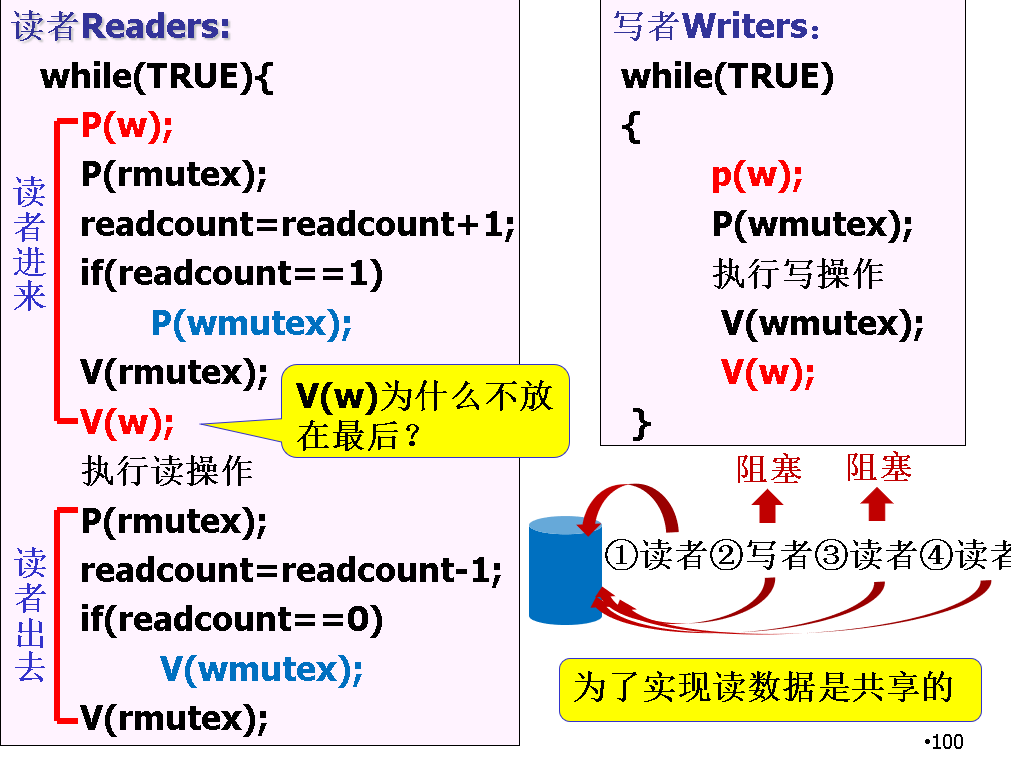 读者Readers:
while(TRUE){
P(w);
P(rmutex);
readcount=readcount+1;
if(readcount==1)
P(wmutex);
V(rmutex);
V(w);
执行读操作
P(rmutex);
readcount=readcount-1;
if(readcount==0)
V(wmutex);
V(rmutex);
读者进来
读者出去
V(w)为什么不放
在最后？
写者Writers：
while(TRUE)
{
p(w);
P(wmutex);
执行写操作
V(wmutex);
V(w);
}
阻塞 阻塞
①读者②写者③读者④读者
为了实现读数据是共享的
•100